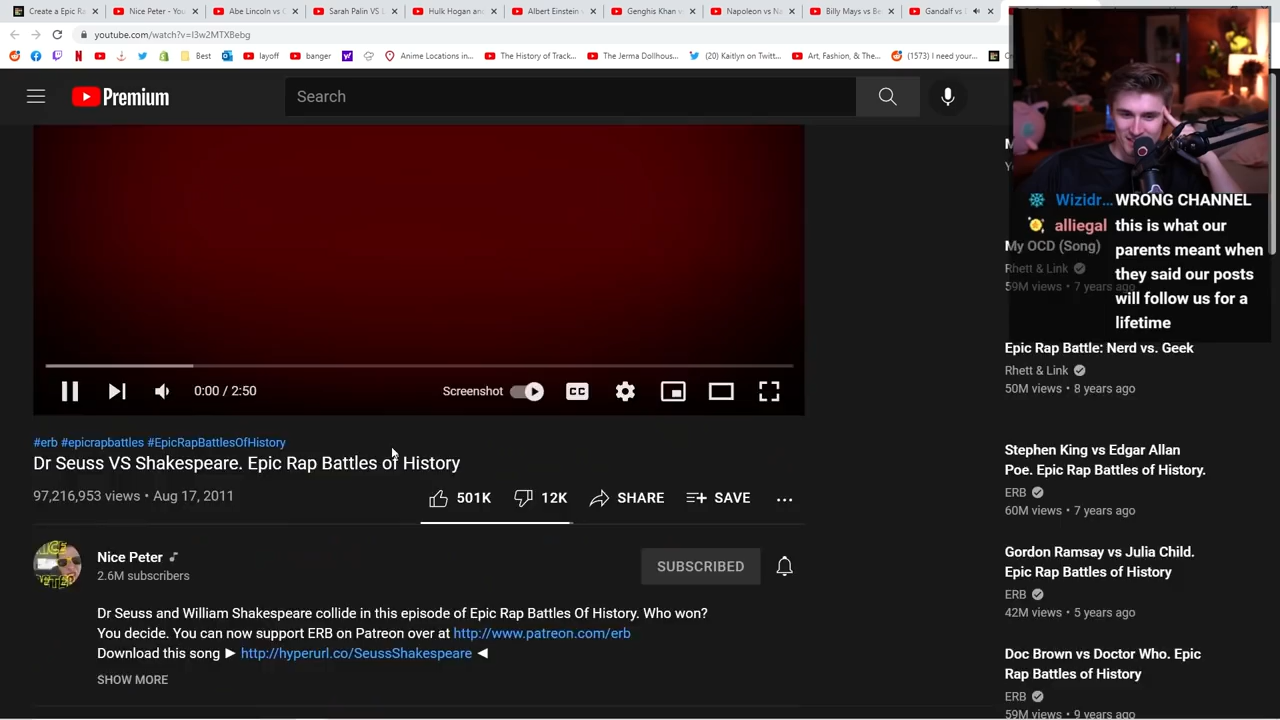 Create a Epic Ra
Nice Peter - You
Abe Lincoln vs C
Sarah Palin VS L
Hulk Hogan and
Albert Einstein v
Genghis Khan v
Napoleon vs Na
Billy Mays vs Be
Gandalf vs
youtube.com/watch?v=l3w2MTXBebg
Best
layoff
banger
Anime Locations in...
The History of Track...
The Jerma Dollhous...
(20) Kaitlyn on Twitt...
Art, Fashion, & The...
(1573) I need your...
Premium
Search
Wizidr... WRONG CHANNEL
alliegal this is what our
parents meant when
they said our posts
will follow us for a
lifetime
My OCD (Song)
Rhett & Link
59M views • 7 years ago
Epic Rap Battle: Nerd vs. Geek
Rhett & Link
50M views • 8 years ago
0:00 / 2:50
Screenshot
CC
#erb #epicrapbattles #EpicRapBattlesOfHistory
Dr Seuss VS Shakespeare. Epic Rap Battles of History
97,216,953 views • Aug 17, 2011
501K
12K
SHARE
SAVE
Nice Peter
2.6M subscribers
SUBSCRIBED
Dr Seuss and William Shakespeare collide in this episode of Epic Rap Battles Of History. Who won?
You decide. You can now support ERB on Patreon over at http://www.patreon.com/erb
Download this song ► http://hyperurl.co/SeussShakespeare ◄
SHOW MORE
Stephen King vs Edgar Allan
Poe. Epic Rap Battles of History.
ERB
60M views • 7 years ago
Gordon Ramsay vs Julia Child.
Epic Rap Battles of History
ERB
42M views • 5 years ago
Doc Brown vs Doctor Who. Epic
Rap Battles of History
ERB
59M views • 9 years ago